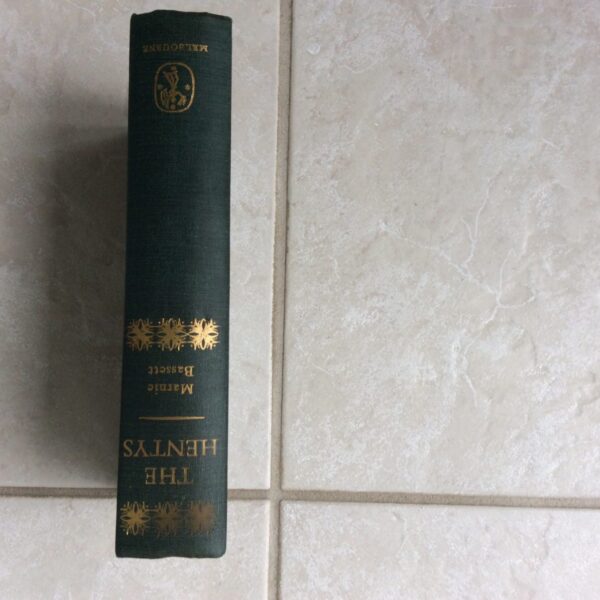 THE
HENTYS
Marnie
Bassett
MELBOURNE